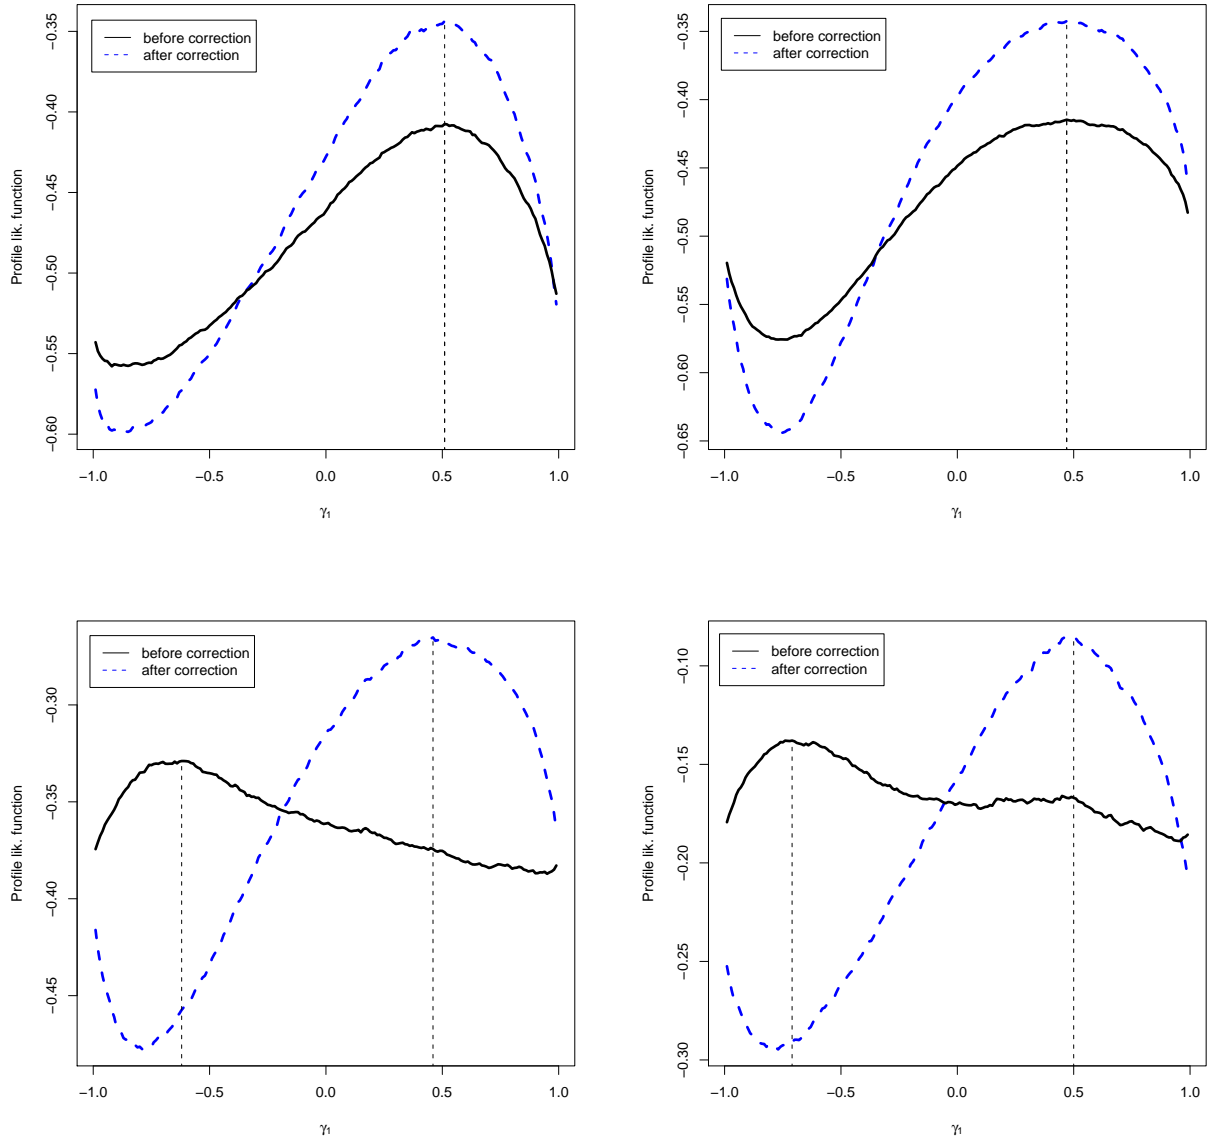 before correction
after correction
Profile lik. function
−0.35
−0.40
−0.45
−0.50
−0.55
−0.60
−1.0 −0.5 0.0 0.5 1.0
γ1
before correction
after correction
Profile lik. function
−0.35
−0.40
−0.45
−0.50
−0.55
−0.60
−0.65
−1.0 −0.5 0.0 0.5 1.0
γ1
before correction
after correction
Profile lik. function
−0.30
−0.35
−0.40
−0.45
−1.0 −0.5 0.0 0.5 1.0
γ1
before correction
after correction
Profile lik. function
−0.10
−0.15
−0.20
−0.25
−0.30
−1.0 −0.5 0.0 0.5 1.0
γ1